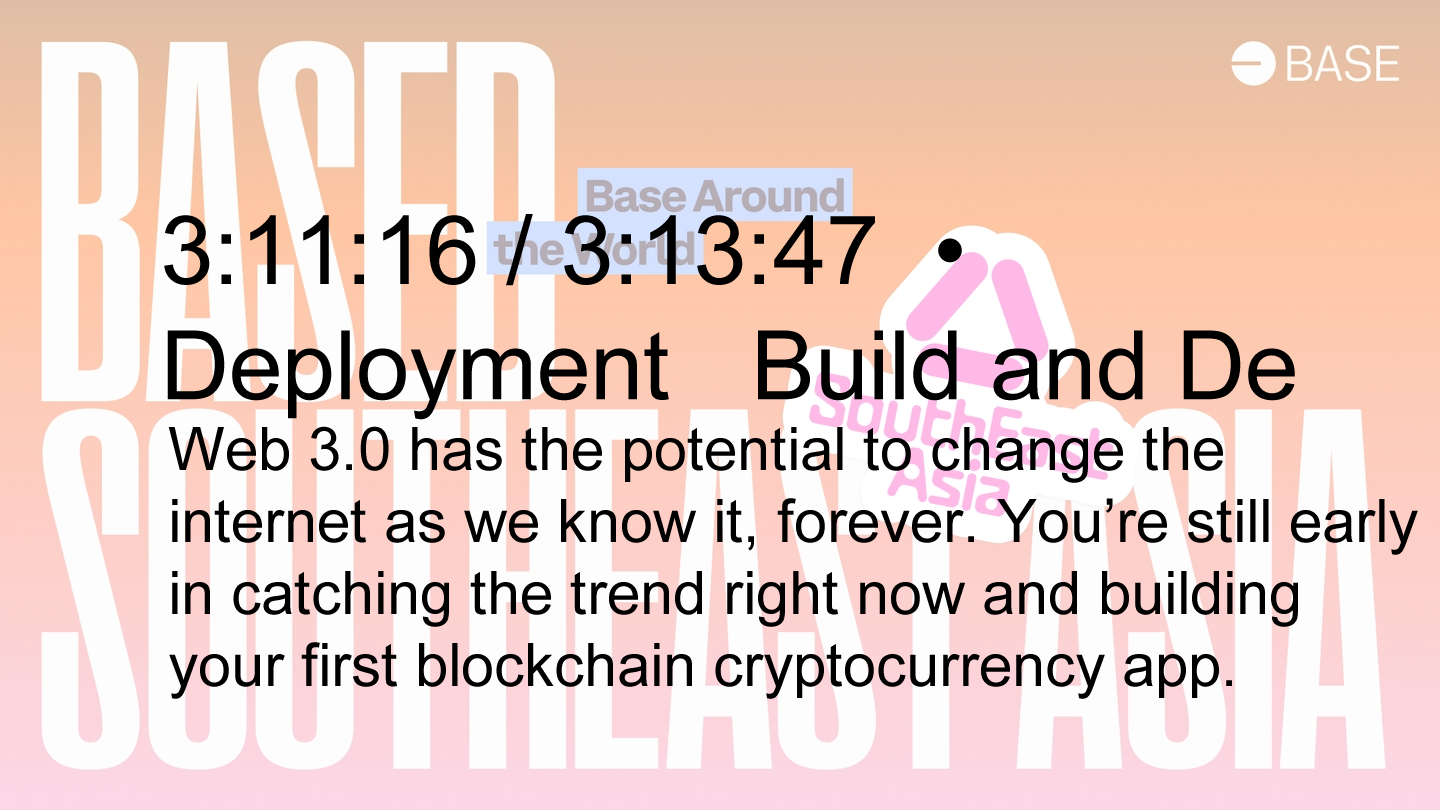 BASED
SOUTHEAST ASIA
BASE
Base Around
the World
3:11:16 / 3:13:47 •
Deployment Build and De
SouthEast
Asia
Web 3.0 has the potential to change the
internet as we know it, forever. You’re still early
in catching the trend right now and building
your first blockchain cryptocurrency app.